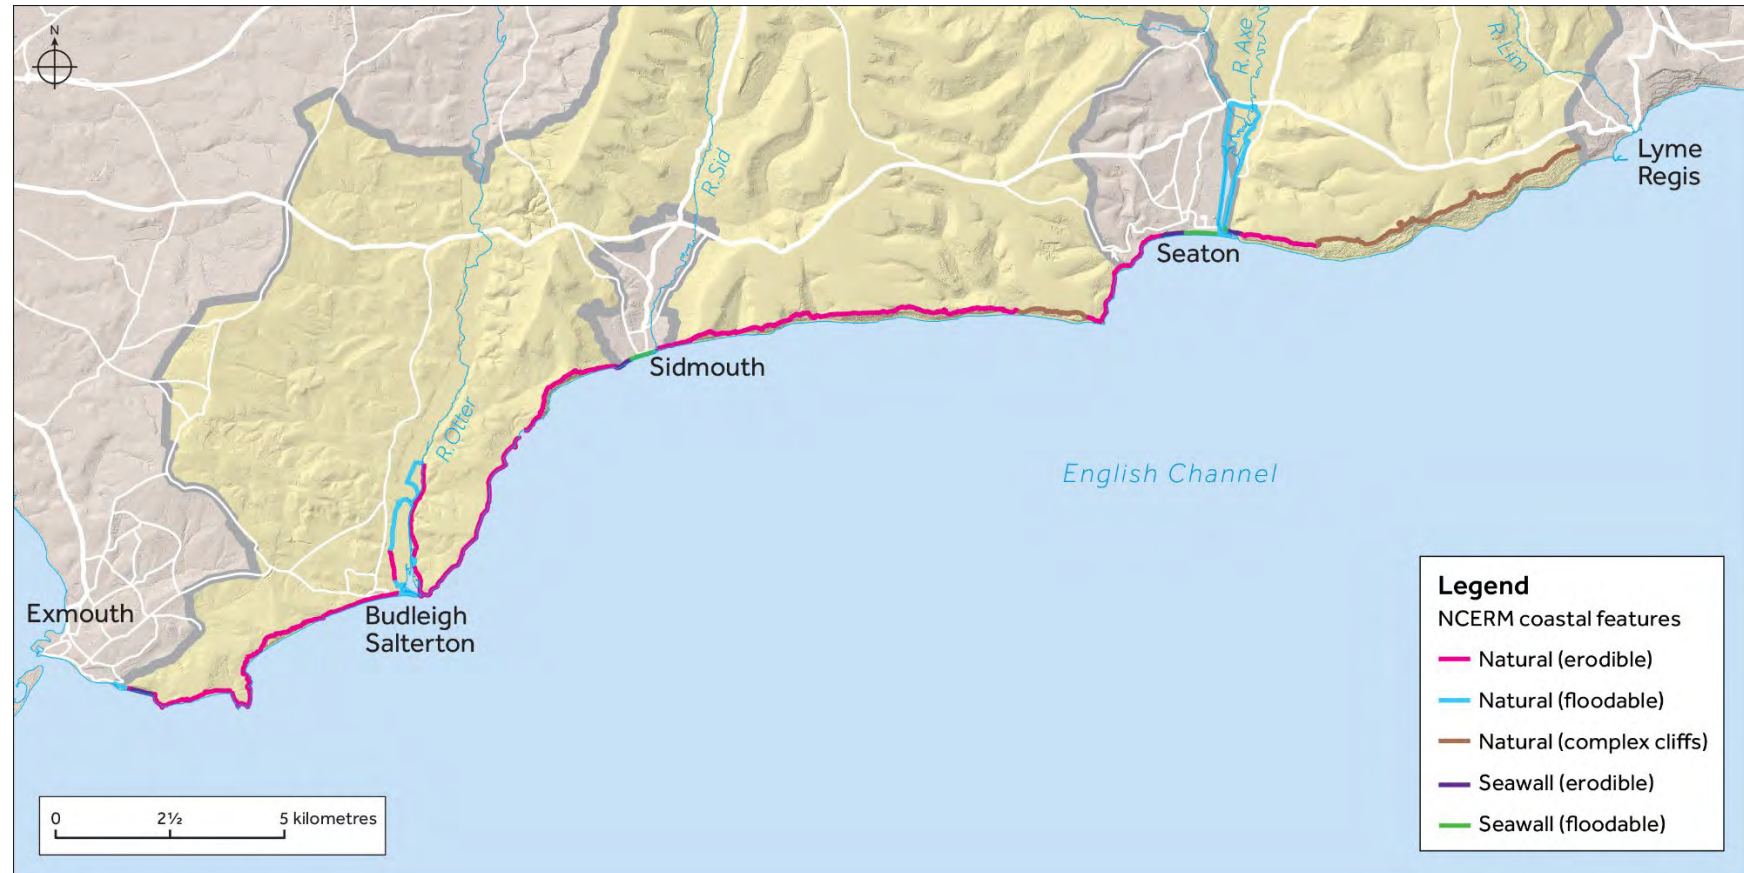 N
R. Axe
R. Lim
Lyme
Regis
R. Sid
Seaton
Sidmouth
R. Otter
English Channel
Exmouth
Budleigh
Salterton
Legend
NCERM coastal features
Natural (erodible)
Natural (floodable)
Natural (complex cliffs)
Seawall (erodible)
Seawall (floodable)
0 2½ 5 kilometres